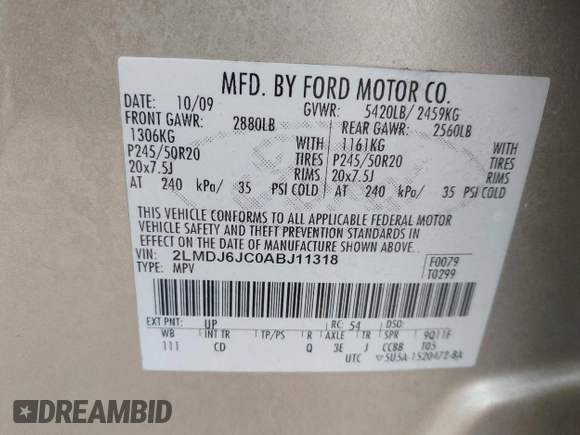 MFD. BY FORD MOTOR CO.
DATE: 10/09 GVWR: 5420LB/ 2459KG
FRONT GAWR: 2880LB REAR GAWR: 2560LB
1306KG WITH 1161KG WITH
P245/50R20 TIRES P245/50R20 TIRES
20x7.5J RIMS 20x7.5J RIMS
AT 240 kPa/ 35 PSI COLD AT 240 kPa/ 35 PSI COLD
THIS VEHICLE CONFORMS TO ALL APPLICABLE FEDERAL MOTOR
VEHICLE SAFETY AND THEFT PREVENTION STANDARDS IN
EFFECT ON THE DATE OF MANUFACTURE SHOWN ABOVE.
VIN: 2LMDJ6JC0ABJ11318 F0079
TYPE: MPV T0299
EXT PNT: UP RC: 54 DSO:
WB INT TR TP/PS R AXLE TR SPR 9Q11F
111 CD Q 3E J CCBB T05
UTC 5U5A-1520472-BA
DREAMBID